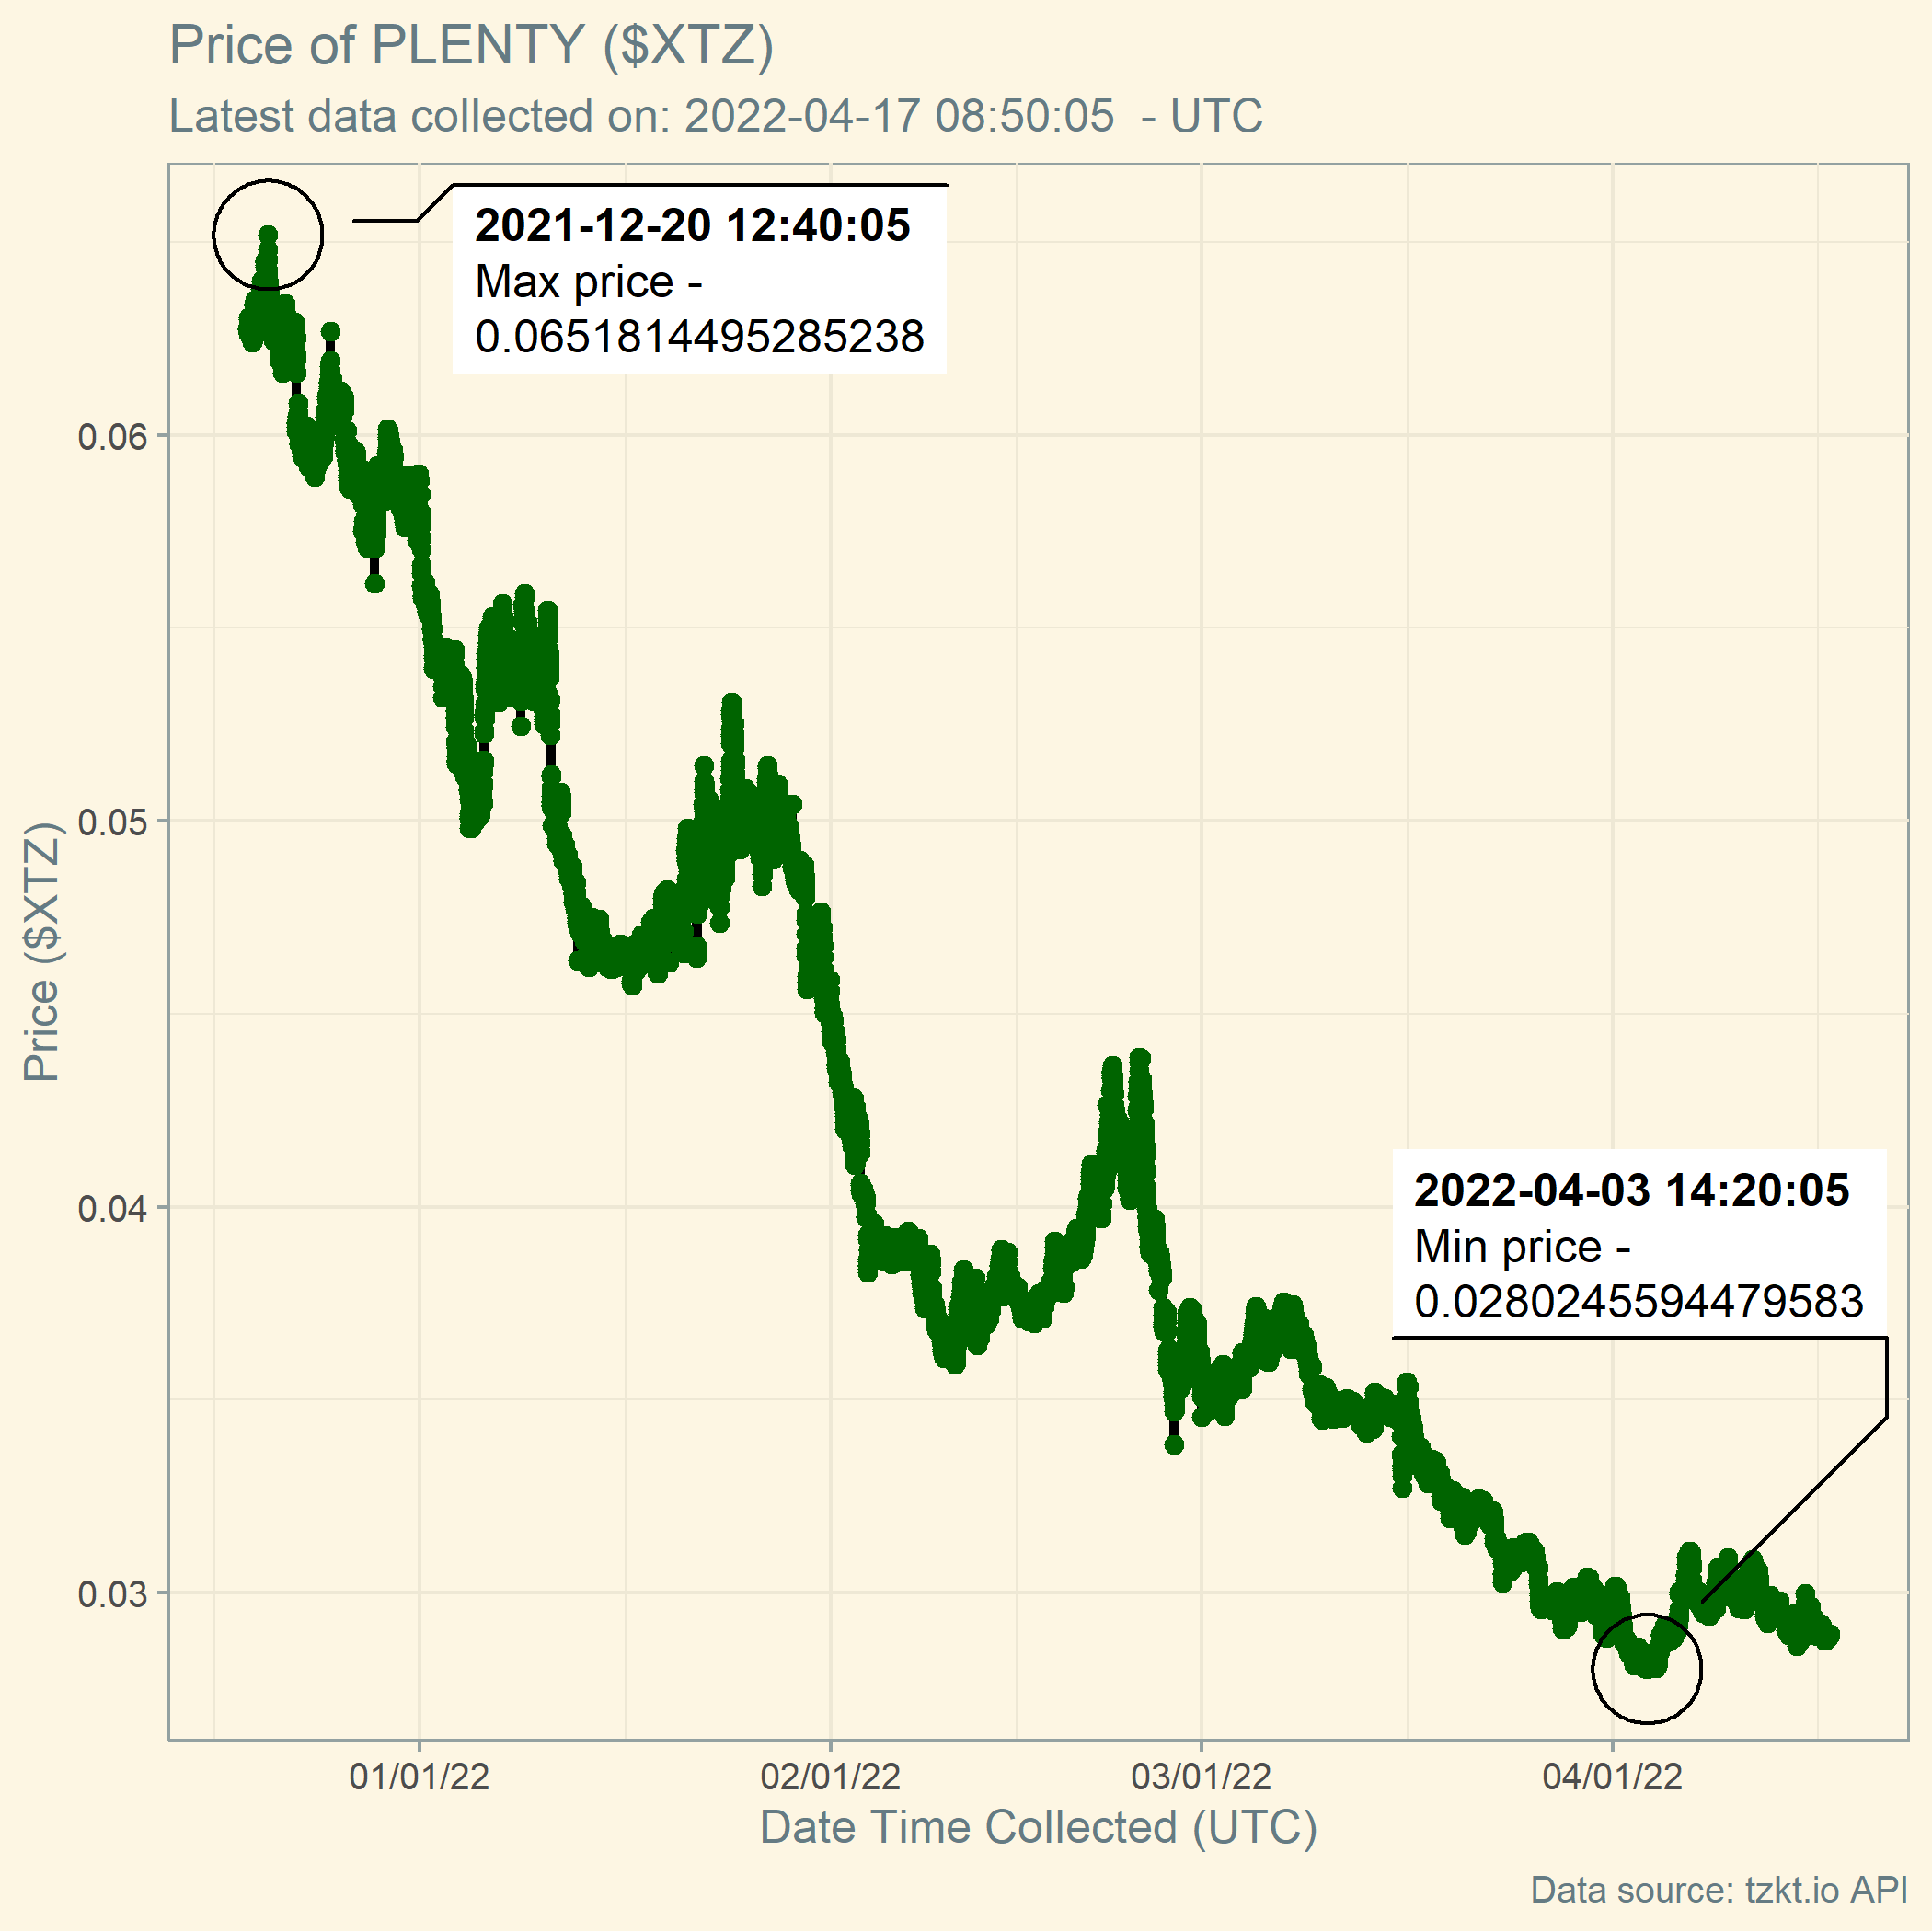 Price of PLENTY ($XTZ)
Latest data collected on: 2022-04-17 08:50:05  - UTC
2021-12-20 12:40:05
Max price -
0.0651814495285238
0.06
0.05
0.04
0.03
Price ($XTZ)
2022-04-03 14:20:05
Min price -
0.0280245594479583
01/01/22
02/01/22
03/01/22
04/01/22
Date Time Collected (UTC)
Data source: tzkt.io API